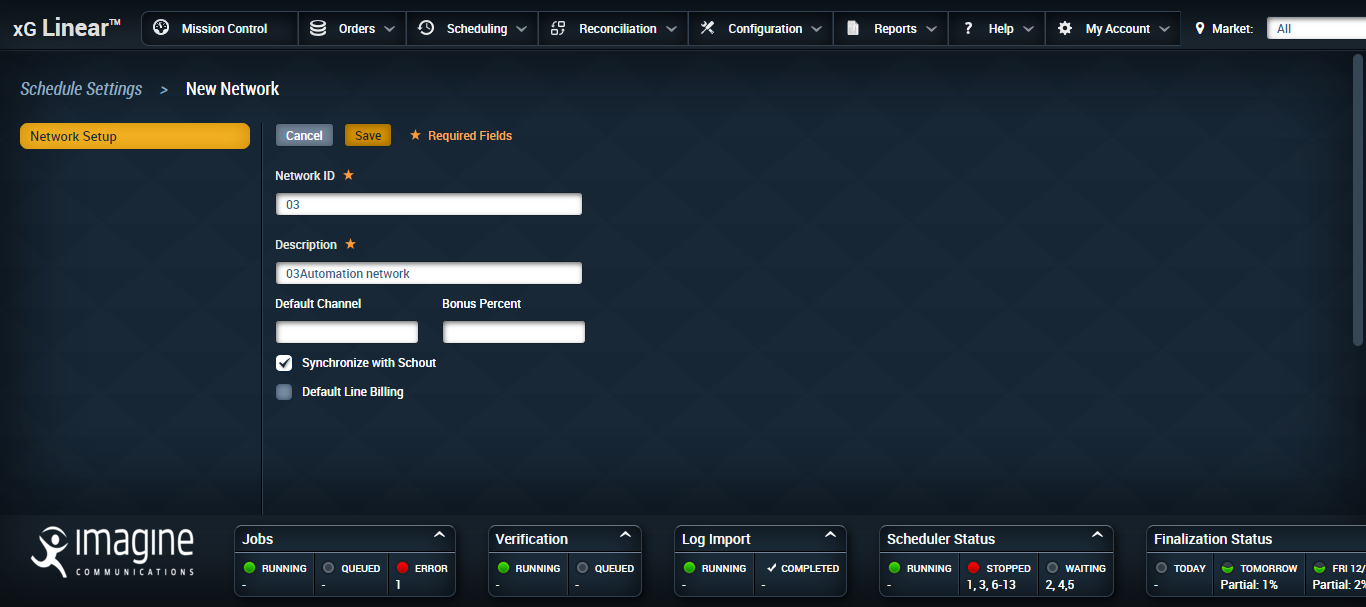 xG Linear™ Mission Control Orders Scheduling Reconciliation Configuration Reports ? Help My Account Market: All
Schedule Settings > New Network
Network Setup Cancel Save ★ Required Fields
Network ID ★
03
Description ★
03Automation network
Default Channel Bonus Percent
Synchronize with Schout
Default Line Billing
imagine
COMMUNICATIONS
Jobs
RUNNING QUEUED ERROR
- - 1
Verification
RUNNING QUEUED
- -
Log Import
RUNNING COMPLETED
- -
Scheduler Status
RUNNING STOPPED WAITING
- 1, 3, 6-13 2, 4,5
Finalization Status
TODAY TOMORROW FRI 12/
- Partial: 1% Partial: 2%